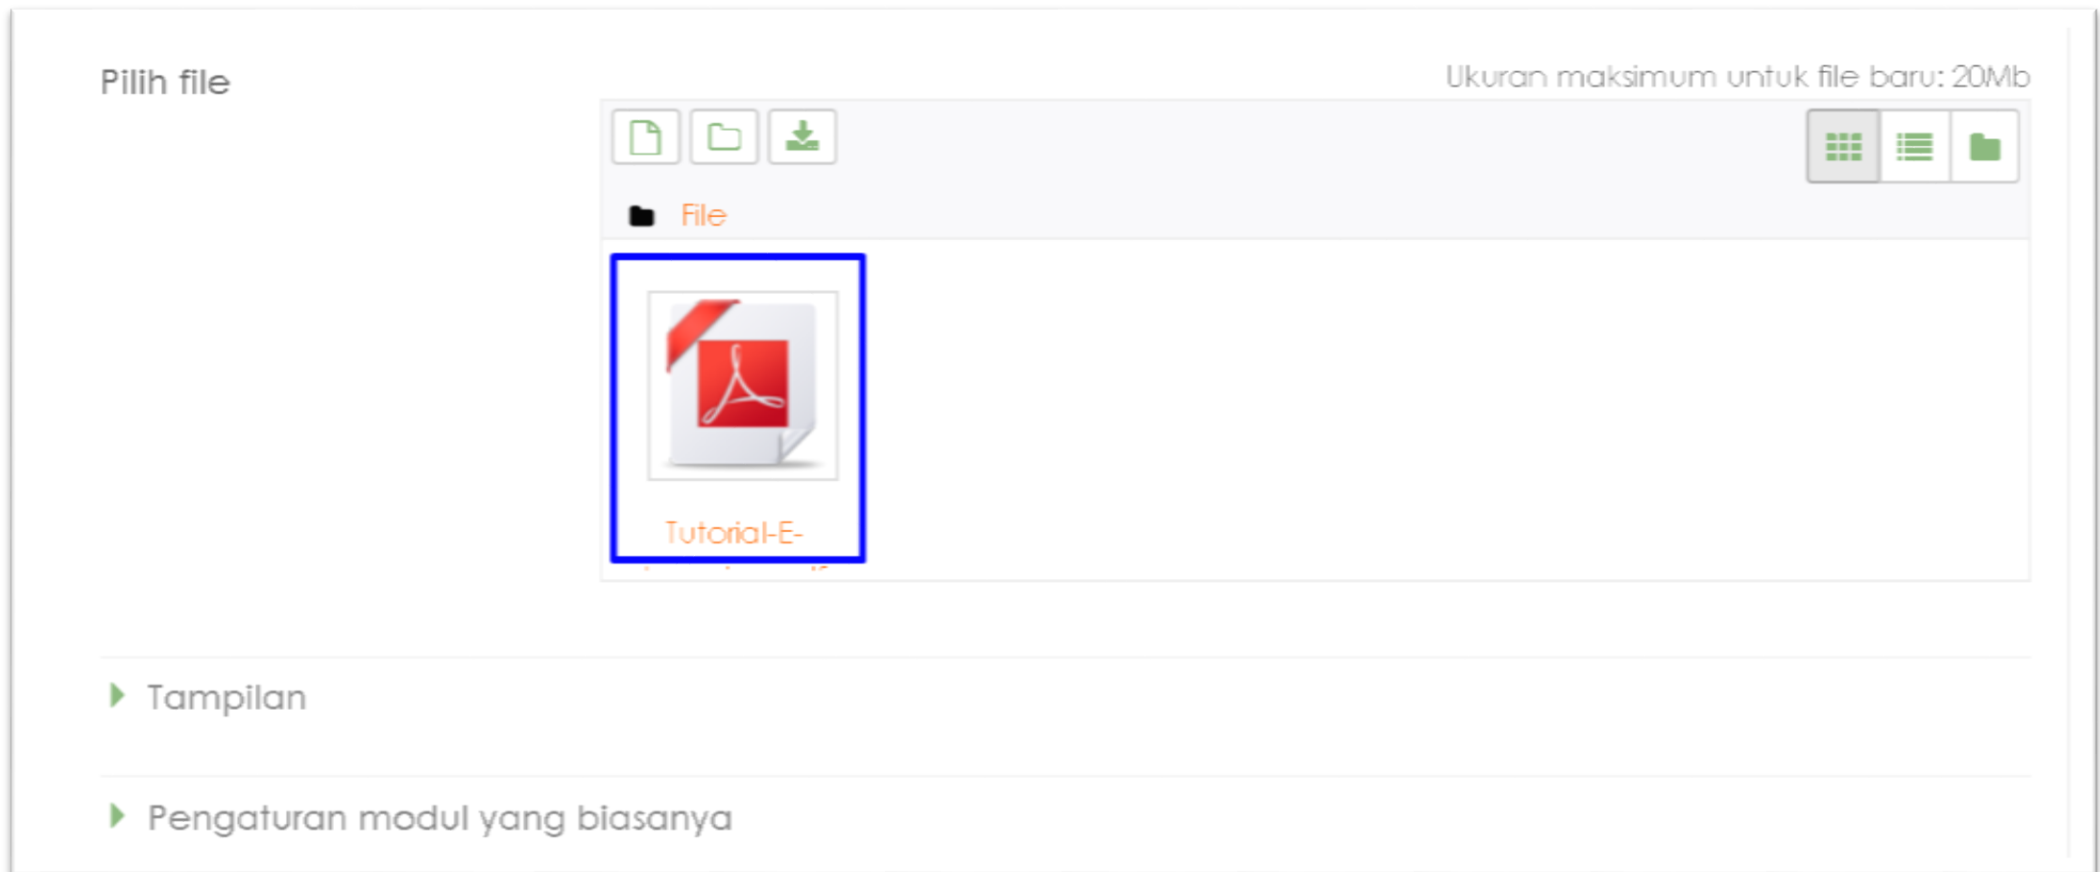 Pilih file
Ukuran maksimum untuk file baru: 20Mb
File
Tutorial-E-
Tampilan
Pengaturan modul yang biasanya